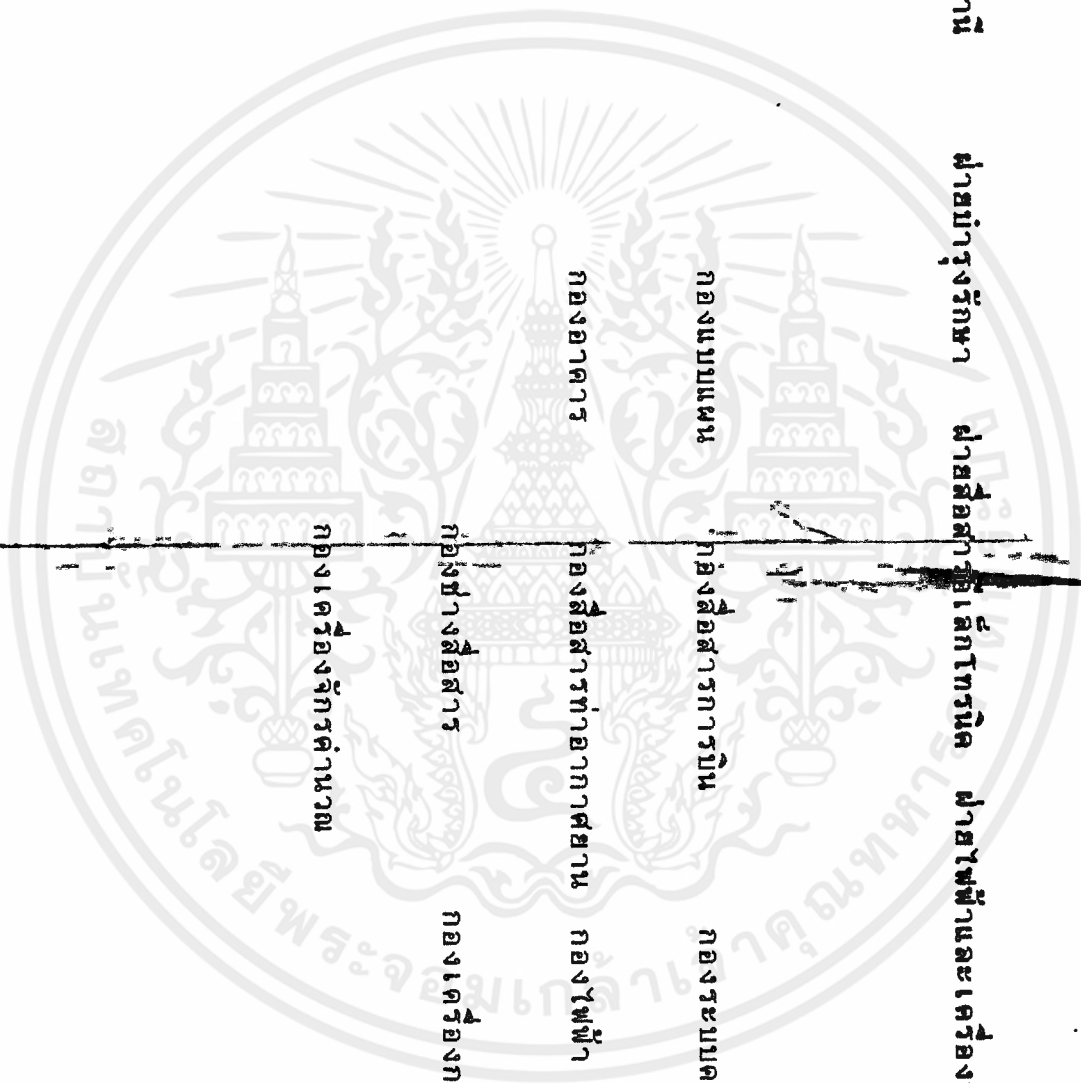 ฝ่ายบำรุงรักษา ฝ่ายสื่อสารอิเล็กโทรนิค ฝ่ายไฟฟ้าและเครื่อง
กองแบบแผน กองสื่อสารการบิน กองระบบค
กองอาคาร กองสื่อสารท่าอากาศยาน กองไฟฟ้า
กองช่างสื่อสาร กองเครื่องก
กองเครื่องจักรคำนวณ